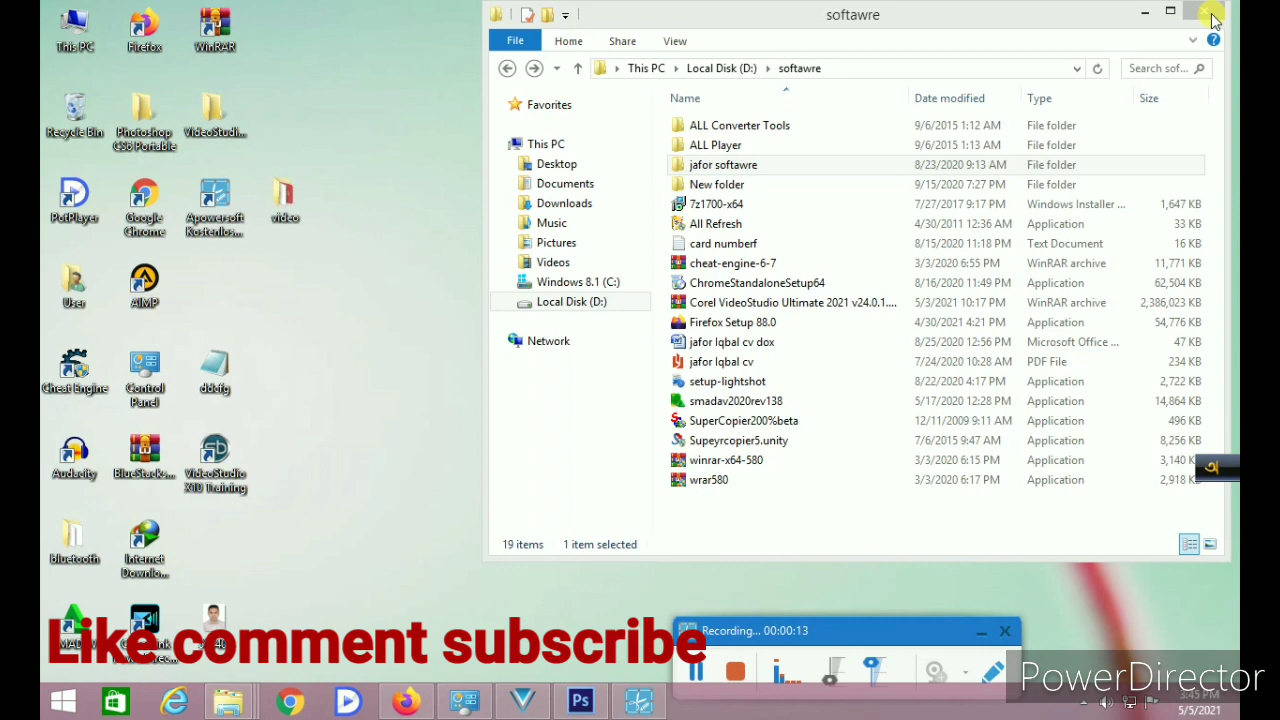 This PC
Firefox
WinRAR
Recycle Bin
Photoshop
CS6 Portable
VideoStudi...
PotPlayer
Google
Chrome
Apowersoft
Kostenlos...
video
User
AIMP
Cheat Engine
Control
Panel
ddcfg
Audacity
BlueStacks...
VideoStudio
X10 Training
bluetooth
Internet
Downlo...
softawre
File
Home
Share
View
This PC
Local Disk (D:)
softawre
Search sof...
Favorites
This PC
Desktop
Documents
Downloads
Music
Pictures
Videos
Windows 8.1 (C:)
Local Disk (D:)
Network
Name Date modified Type Size
ALL Converter Tools 9/6/2015 1:12 AM File folder
ALL Player 9/6/2015 1:13 AM File folder
jafor softawre 8/23/2020 9:13 AM File folder
New folder 9/15/2020 7:27 PM File folder
7z1700-x64 7/27/2017 9:17 PM Windows Installer ... 1,647 KB
All Refresh 4/30/2011 12:36 AM Application 33 KB
card numberf 8/15/2020 11:18 PM Text Document 16 KB
cheat-engine-6-7 3/3/2020 6:55 PM WinRAR archive 11,771 KB
ChromeStandaloneSetup64 8/16/2020 11:49 PM Application 62,504 KB
Corel VideoStudio Ultimate 2021 v24.0.1.... 5/3/2021 10:17 PM WinRAR archive 2,386,023 KB
Firefox Setup 88.0 4/30/2021 4:21 PM Application 54,776 KB
jafor Iqbal cv dox 8/25/2020 12:56 PM Microsoft Office ... 47 KB
jafor Iqbal cv 7/24/2020 10:28 AM PDF File 234 KB
setup-lightshot 8/22/2020 4:17 PM Application 2,722 KB
smadav2020rev138 5/17/2020 12:28 PM Application 14,864 KB
SuperCopier200%beta 12/11/2009 9:11 AM Application 496 KB
Supeyrcopier5.unity 7/6/2015 9:47 AM Application 8,256 KB
winrar-x64-580 3/3/2020 6:15 PM Application 3,140
wrar580 3/3/2020 6:17 PM Application 2,918 KB
19 items 1 item selected
অ
Recording... 00:00:13
Like comment subscribe
PowerDirector
Ps
3:45 PM
5/5/2021